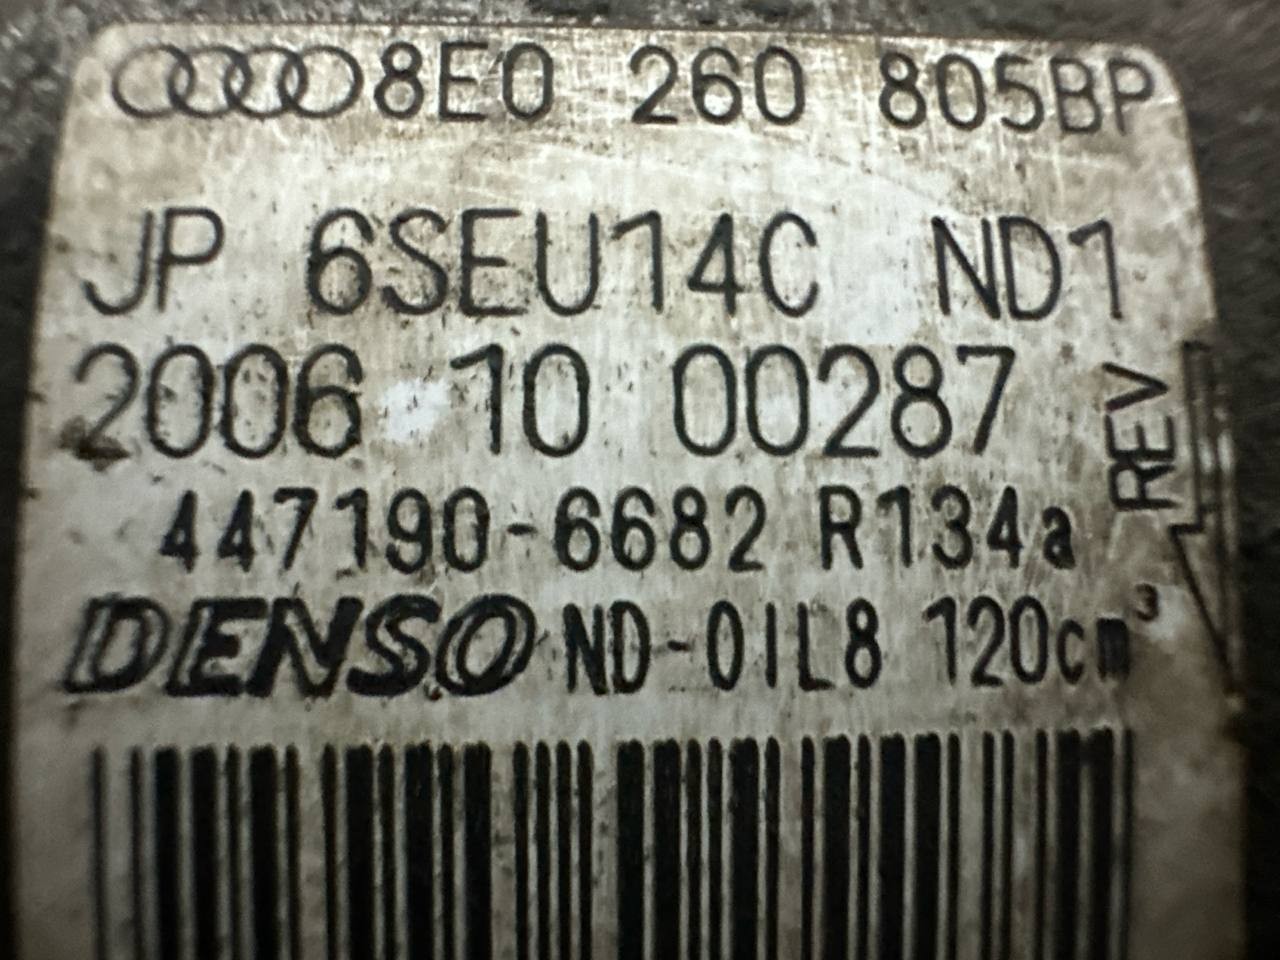 8E0 260 805BP
JP 6SEU14C ND1
2006 10 00287
REV
447190-6682 R134a
DENSO ND-OIL8 120cm³